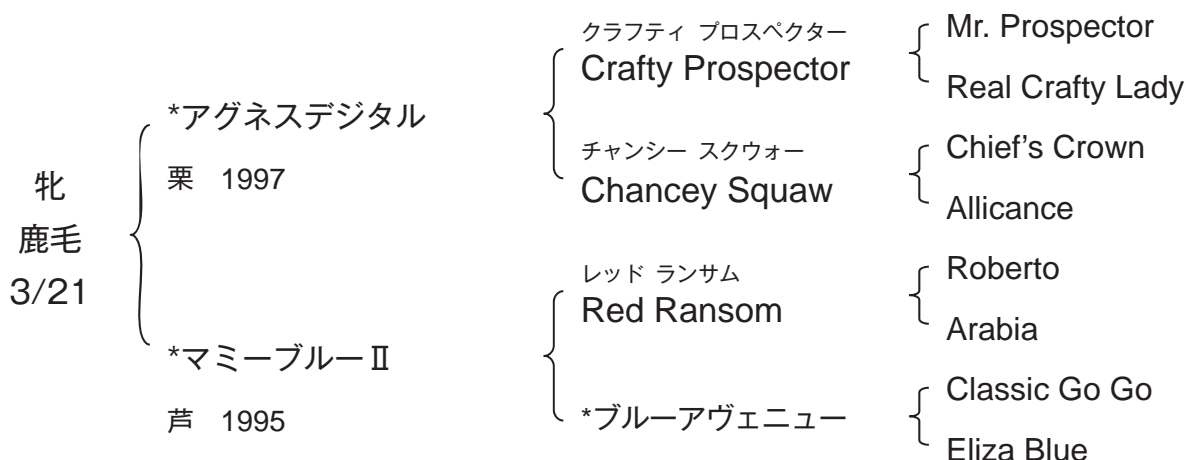 牝
鹿毛
3/21
*アグネスデジタル
栗 1997
*マミーブルーⅡ
芦 1995
クラフティ プロスペクター
Crafty Prospector
チャンシー スクウォー
Chancey Squaw
レッド ランサム
Red Ransom
*ブルーアヴェニュー
Mr. Prospector
Real Crafty Lady
Chief's Crown
Allicance
Roberto
Arabia
Classic Go Go
Eliza Blue